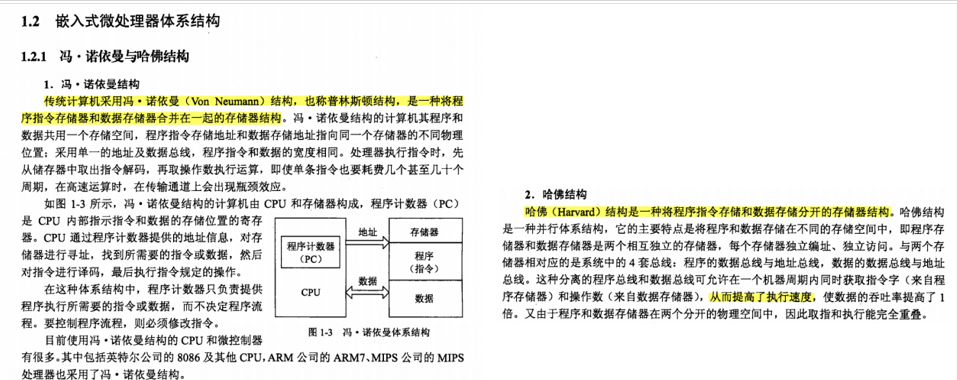 1.2 嵌入式微处理器体系结构
1.2.1 冯·诺依曼与哈佛结构
1．冯·诺依曼结构
传统计算机采用冯·诺依曼（Von Neumann）结构，也称普林斯顿结构，是一种将程
序指令存储器和数据存储器合并在一起的存储器结构。冯·诺依曼结构的计算机其程序和
数据共用一个存储空间，程序指令存储地址和数据存储地址指向同一个存储器的不同物理
位置；采用单一的地址及数据总线，程序指令和数据的宽度相同。处理器执行指令时，先
从储存器中取出指令解码，再取操作数执行运算，即使单条指令也要耗费几个甚至几十个
周期，在高速运算时，在传输通道上会出现瓶颈效应。
如图 1-3 所示，冯·诺依曼结构的计算机由 CPU 和存储器构成，程序计数器（PC）
是 CPU 内部指示指令和数据的存储位置的寄存
器。CPU 通过程序计数器提供的地址信息，对存
储器进行寻址，找到所需要的指令或数据，然后
对指令进行译码，最后执行指令规定的操作。
在这种体系结构中，程序计数器只负责提供
程序执行所需要的指令或数据，而不决定程序流
程。要控制程序流程，则必须修改指令。
目前使用冯·诺依曼结构的 CPU 和微控制器
有很多。其中包括英特尔公司的 8086 及其他 CPU，ARM 公司的 ARM7、MIPS 公司的 MIPS
处理器也采用了冯·诺依曼结构。
程序计数器
（PC）
CPU
地址
数据
存储器
程序
（指令）
数据
图 1-3 冯·诺依曼体系结构
2．哈佛结构
哈佛（Harvard）结构是一种将程序指令存储和数据存储分开的存储器结构。哈佛结构
是一种并行体系结构，它的主要特点是将程序和数据存储在不同的存储空间中，即程序存
储器和数据存储器是两个相互独立的存储器，每个存储器独立编址、独立访问。与两个存
储器相对应的是系统中的 4 套总线：程序的数据总线与地址总线，数据的数据总线与地址
总线。这种分离的程序总线和数据总线可允许在一个机器周期内同时获取指令字（来自程
序存储器）和操作数（来自数据存储器），从而提高了执行速度，使数据的吞吐率提高了 1
倍。又由于程序和数据存储器在两个分开的物理空间中，因此取指和执行能完全重叠。